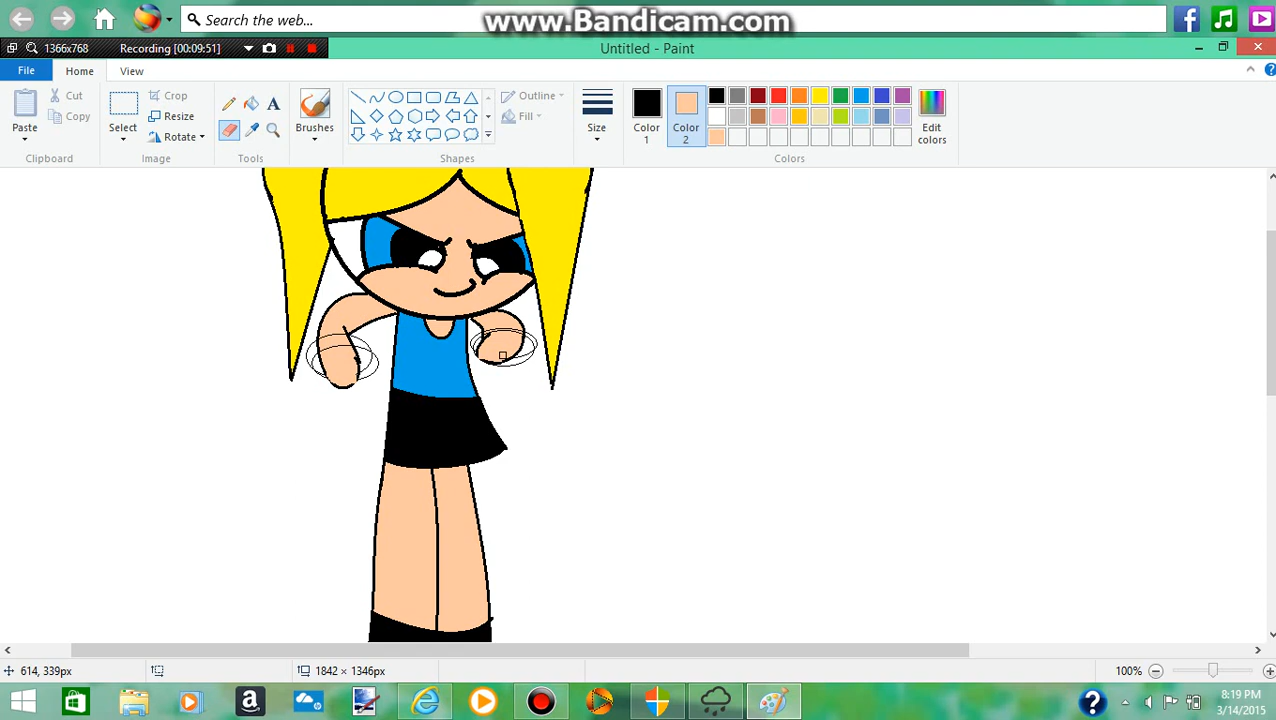 Search the web...
www.Bandicam.com
1366x768 Recording [00:09:51]
Untitled - Paint
File Home View
Paste
Cut
Copy
Clipboard
Select
Crop
Resize
Rotate
Image
A
Tools
Brushes
Outline
Fill
Shapes
Size
Color 1
Color 2
Edit colors
Colors
614, 339px
1842 × 1346px
100%
8:19 PM
3/14/2015